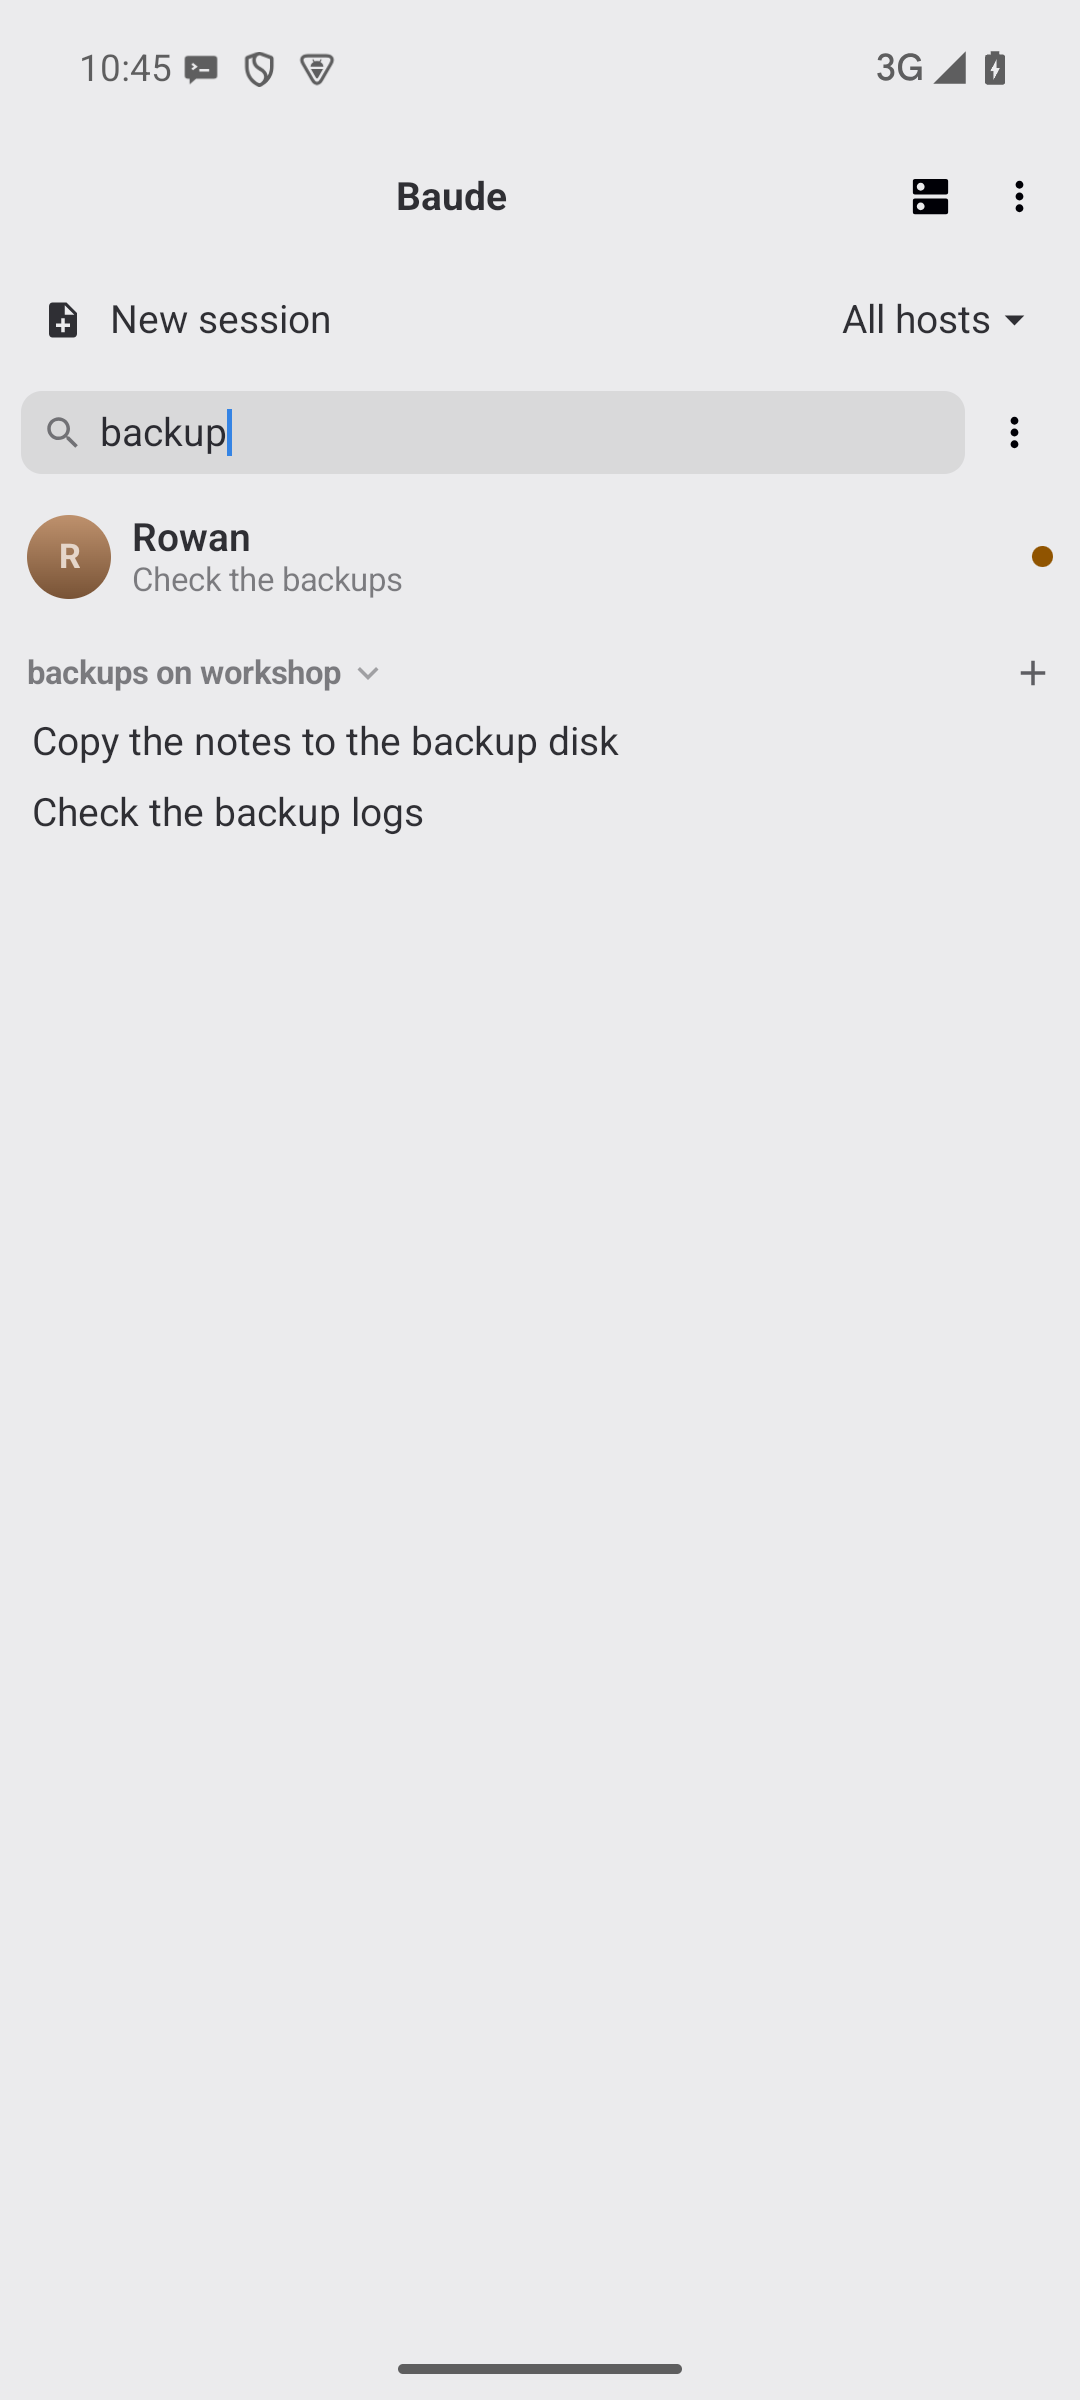 10:45
3G
Baude
New session
All hosts
backup
R
Rowan
Check the backups
backups on workshop
Copy the notes to the backup disk
Check the backup logs